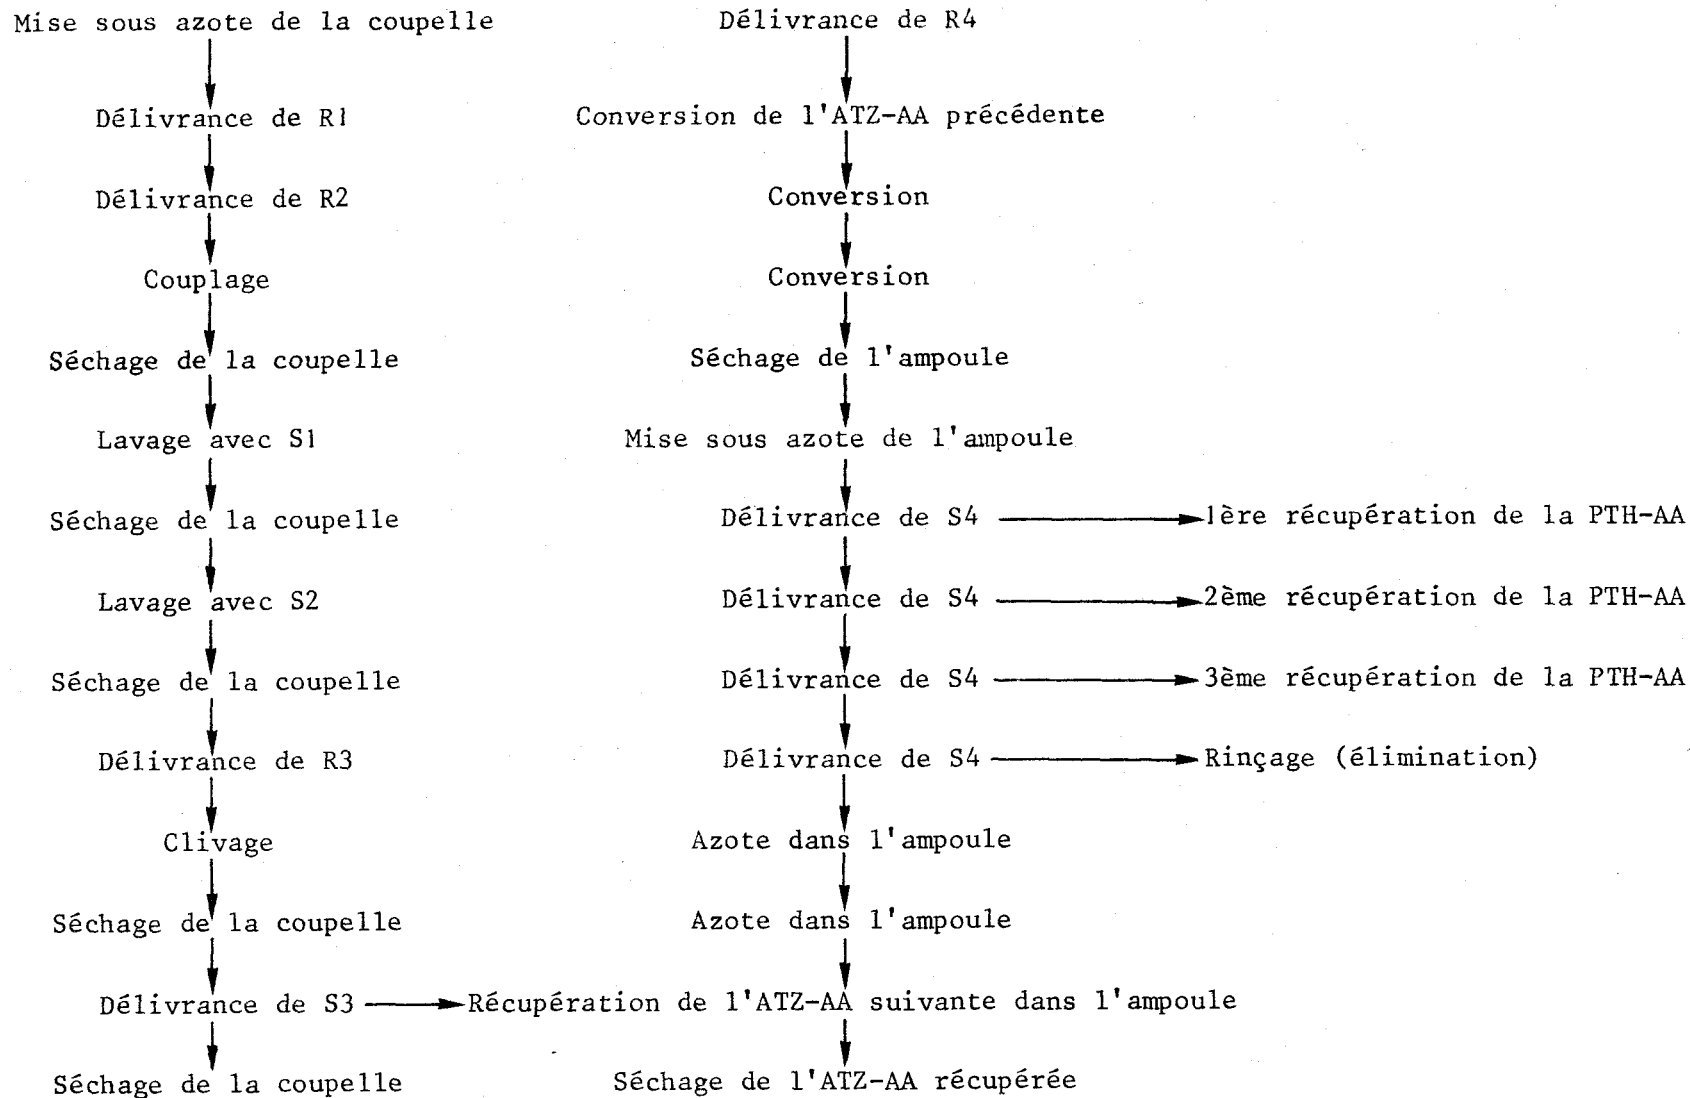 Mise sous azote de la coupelle Délivrance de R4
Délivrance de R1 Conversion de l'ATZ-AA précédente
Délivrance de R2 Conversion
Couplage Conversion
Séchage de la coupelle Séchage de l'ampoule
Lavage avec S1 Mise sous azote de l'ampoule
Séchage de la coupelle Délivrance de S4 1ère récupération de la PTH-AA
Lavage avec S2 Délivrance de S4 2ème récupération de la PTH-AA
Séchage de la coupelle Délivrance de S4 3ème récupération de la PTH-AA
Délivrance de R3 Délivrance de S4 Rinçage (élimination)
Clivage Azote dans l'ampoule
Séchage de la coupelle Azote dans l'ampoule
Délivrance de S3 Récupération de l'ATZ-AA suivante dans l'ampoule
Séchage de la coupelle Séchage de l'ATZ-AA récupérée